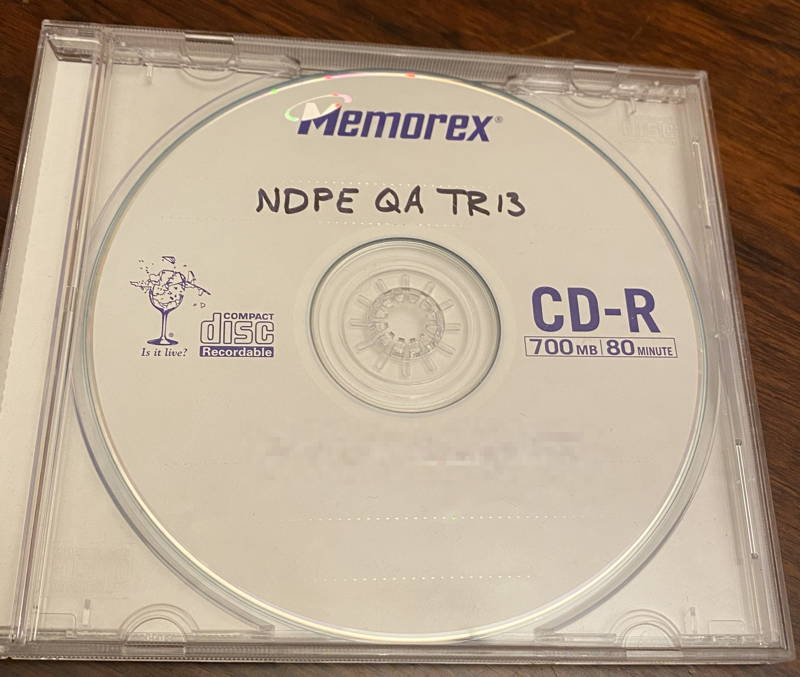 Memorex®
NDPE QA TR13
Is it live?®
COMPACT
disc
Recordable
CD-R
700 MB 80 MINUTE